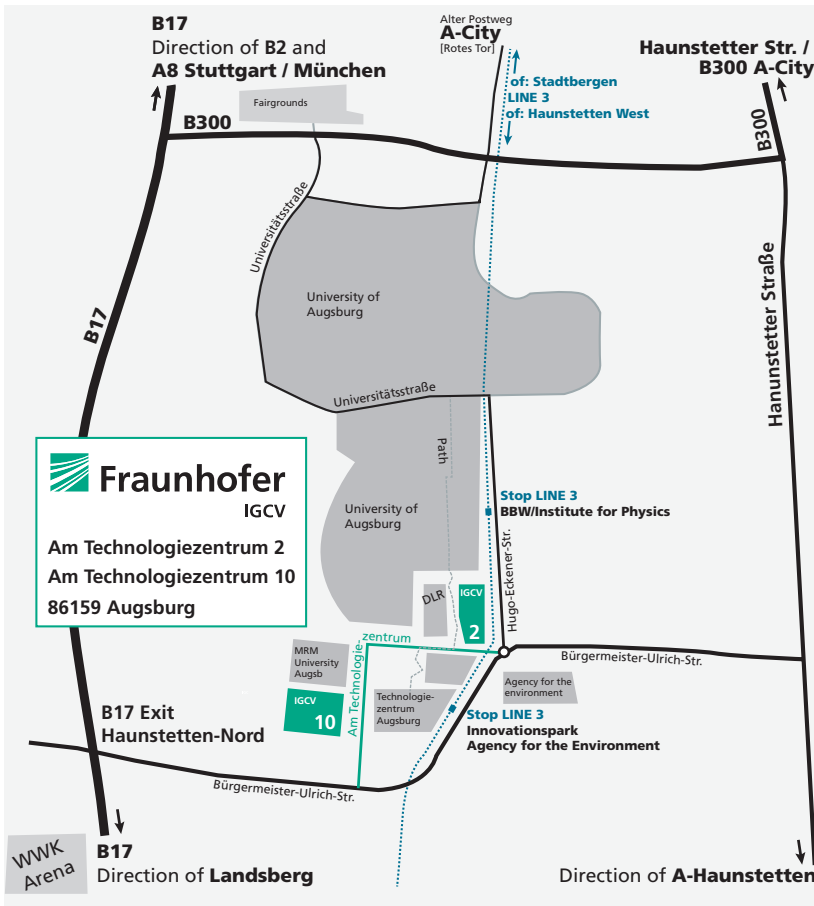 B17
Direction of B2 and
A8 Stuttgart / München
Alter Postweg
A-City
[Rotes Tor]
of: Stadtbergen
LINE 3
of: Haunstetten West
Haunstetter Str. /
B300 A-City
Fairgrounds
B300
B300
Universitätsstraße
University of
Augsburg
B17
Hanunstetter Straße
Universitätsstraße
Path
Fraunhofer
IGCV
Am Technologiezentrum 2
Am Technologiezentrum 10
86159 Augsburg
University of
Augsburg
Stop LINE 3
BBW/Institute for Physics
Hugo-Eckener-Str.
DLR
IGCV
2
zentrum
Am Technologie-
MRM
University
Augsb
IGCV
10
Technologie-
zentrum
Augsburg
Bürgermeister-Ulrich-Str.
Agency for the
environment
Stop LINE 3
Innovationspark
Agency for the Environment
B17 Exit
Haunstetten-Nord
Bürgermeister-Ulrich-Str.
WWK
Arena
B17
Direction of Landsberg
Direction of A-Haunstetten